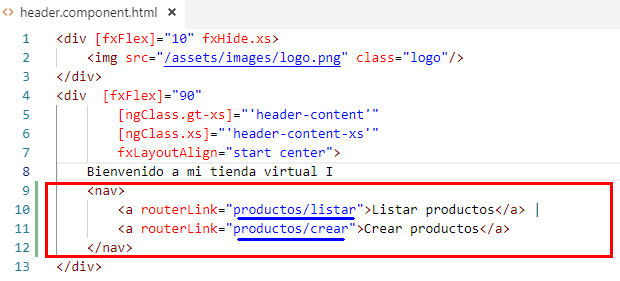 header.component.html ×
1 <div [fxFlex]="10" fxHide.xs>
2 <img src="/assets/images/logo.png" class="logo"/>
3 </div>
4 <div  [fxFlex]="90"
5 [ngClass.gt-xs]="'header-content'"
6 [ngClass.xs]="'header-content-xs'"
7 fxLayoutAlign="start center">
8 Bienvenido a mi tienda virtual I
9 <nav>
10 <a routerLink="productos/listar">Listar productos</a> |
11 <a routerLink="productos/crear">Crear productos</a>
12 </nav>
13 </div>